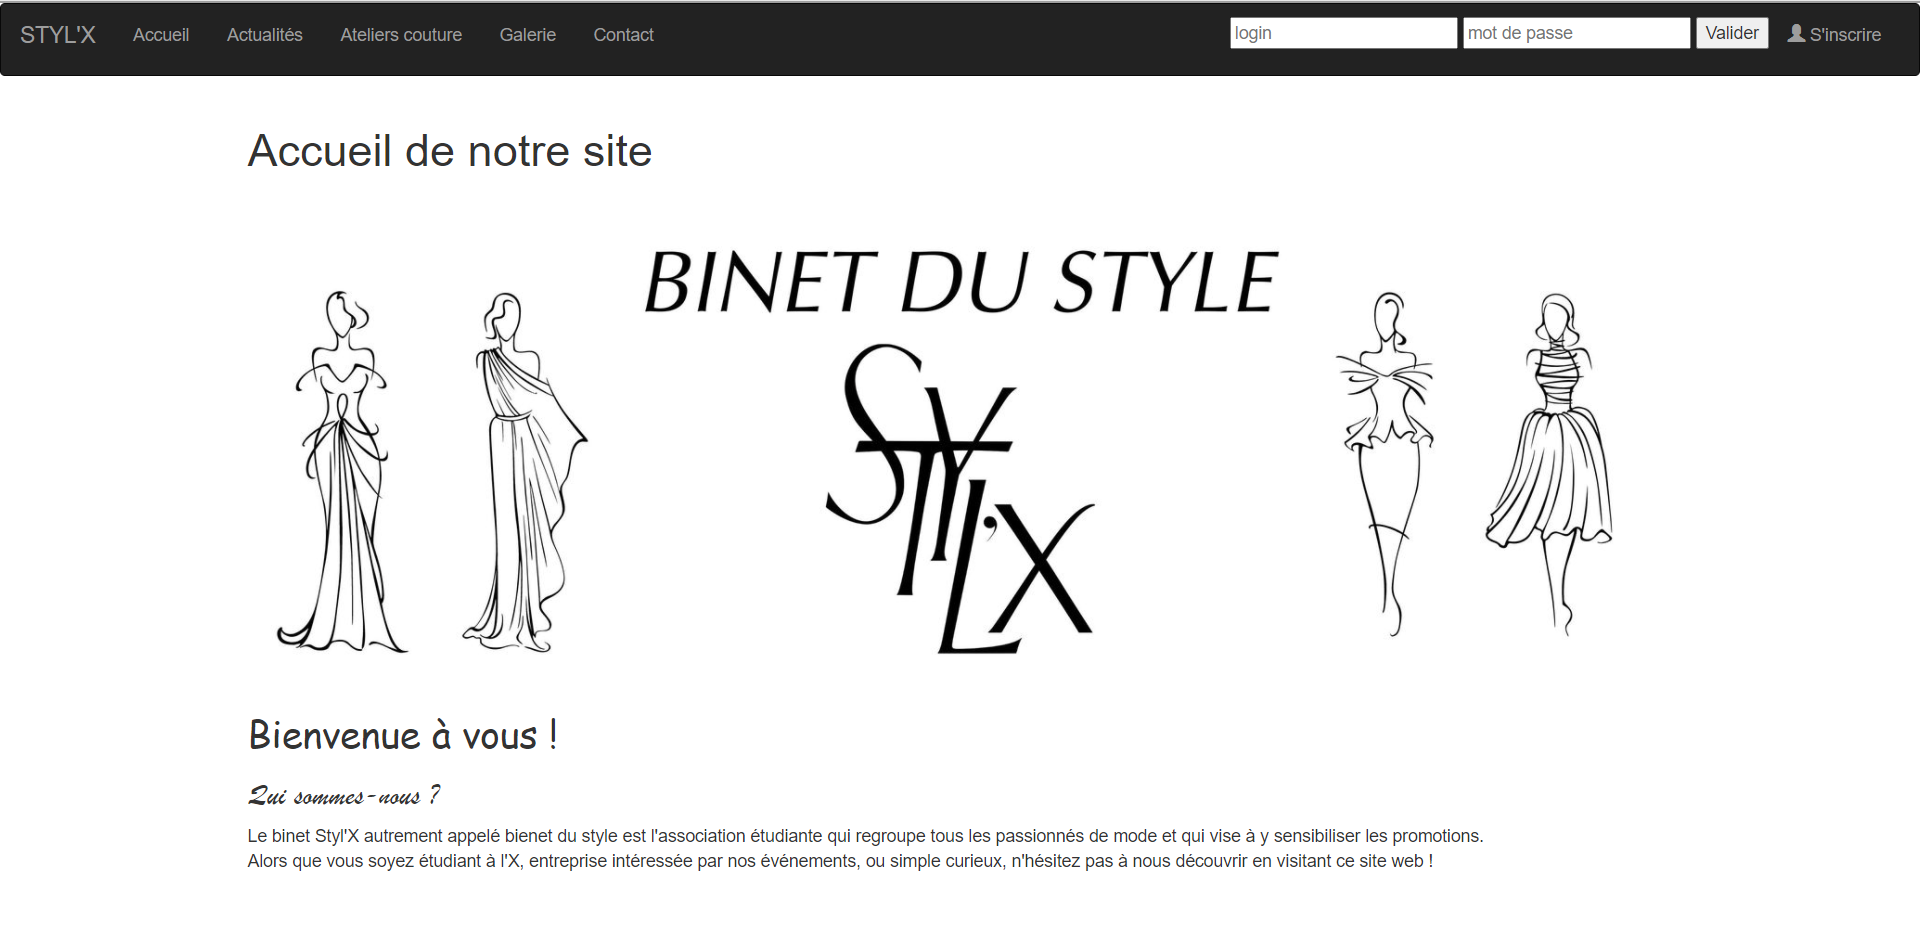 STYL'X Accueil Actualités Ateliers couture Galerie Contact login mot de passe Valider S'inscrire
Accueil de notre site
BINET DU STYLE
STYL'X
Bienvenue à vous !
Qui sommes-nous ?
Le binet Styl'X autrement appelé bienet du style est l'association étudiante qui regroupe tous les passionnés de mode et qui vise à y sensibiliser les promotions.
Alors que vous soyez étudiant à l'X, entreprise intéressée par nos événements, ou simple curieux, n'hésitez pas à nous découvrir en visitant ce site web !